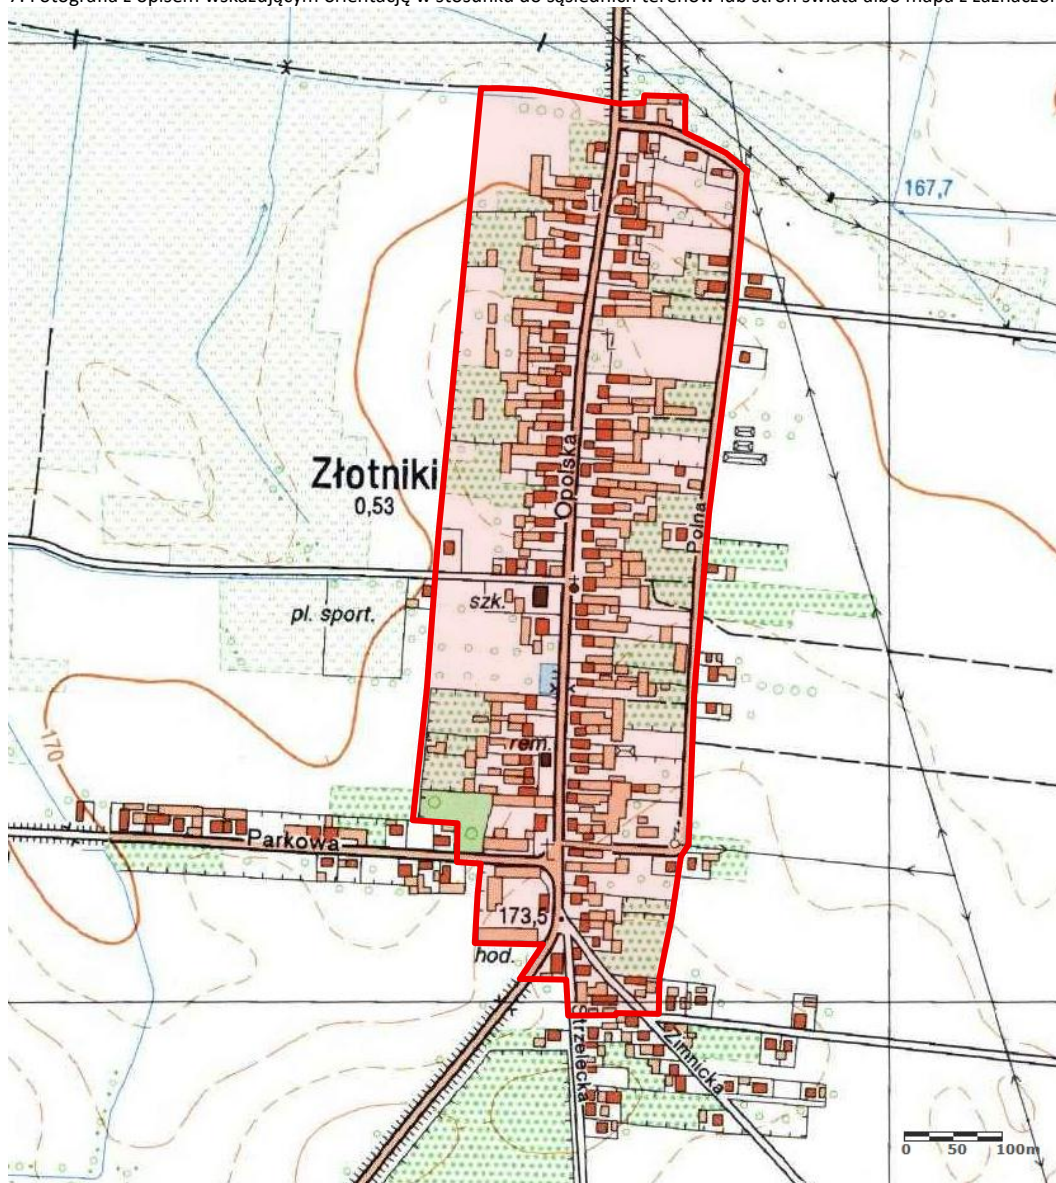 7. Fotografia z opisem wskazującym orientację w stosunku do sąsiednich terenów lub stron świata albo mapa z zaznaczo
167,7
Opolska
Złotniki
0,53
Polna
szk.
pl. sport.
rem.
170
Parkowa
173,5
hod.
Strzelecka
Zimnicka
0 50 100m